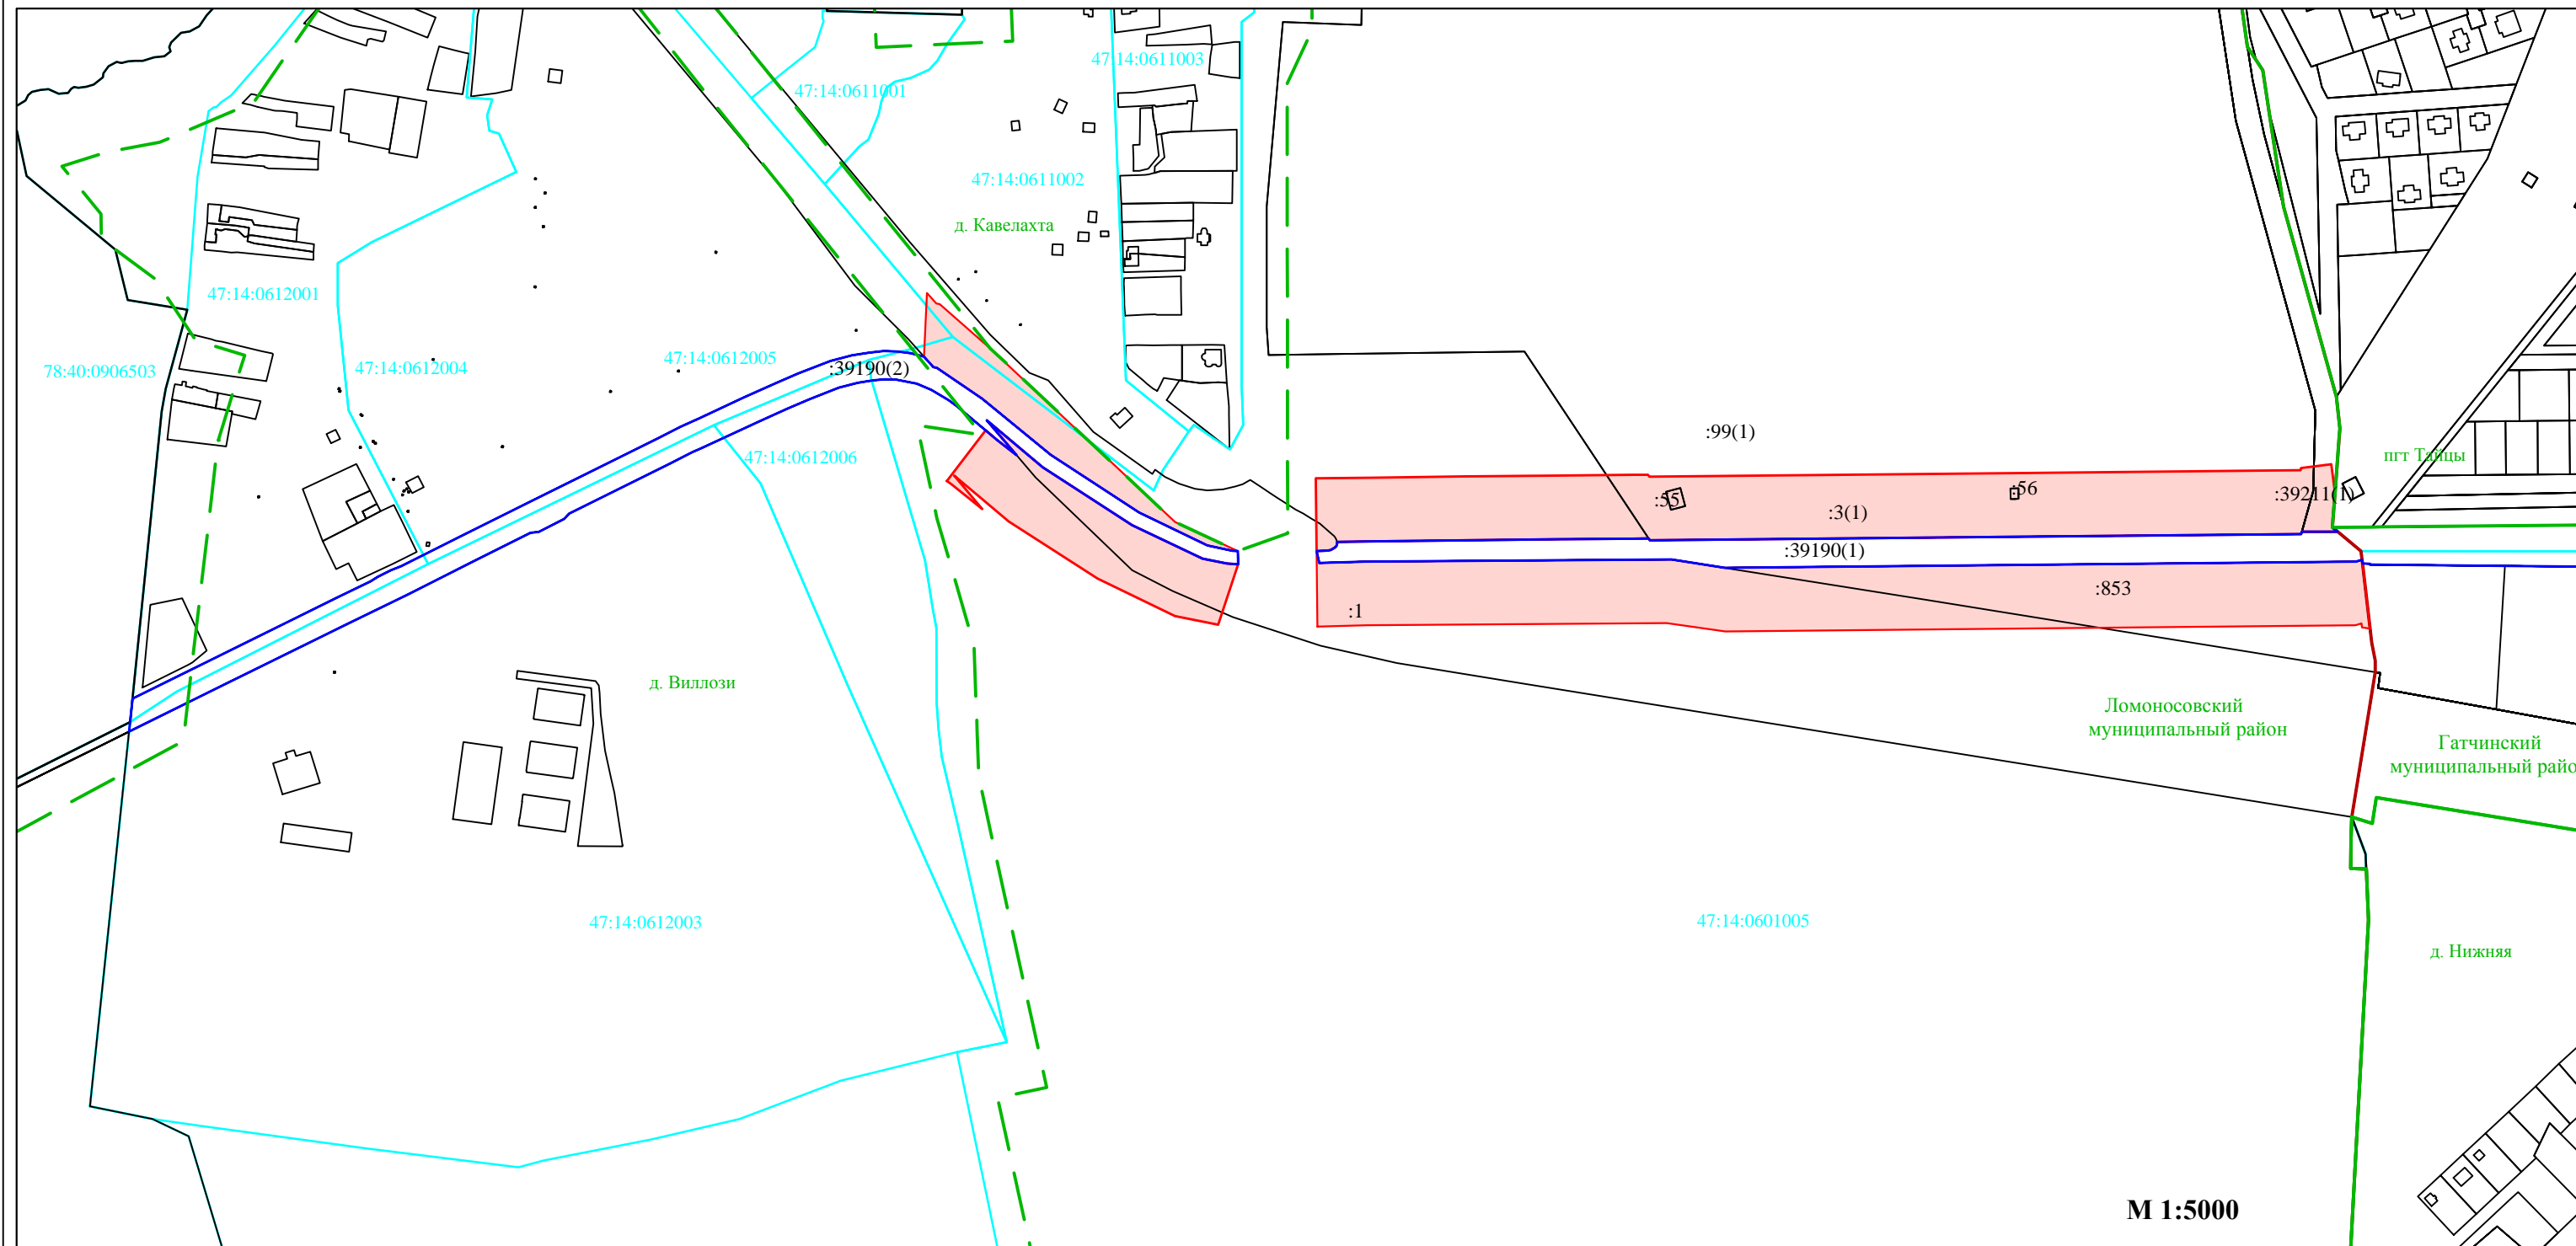 47:14:0611003
47:14:0611001
47:14:0611002
д. Кавелахта
47:14:0612001
78:40:0906503
47:14:0612004
47:14:0612005
:39190(2)
:99(1)
47:14:0612006
пгт Тайцы
:55
:56
:39211(1)
:3(1)
:39190(1)
:853
:1
д. Виллози
Ломоносовский
муниципальный район
Гатчинский
муниципальный райо
47:14:0612003
47:14:0601005
д. Нижняя
М 1:5000